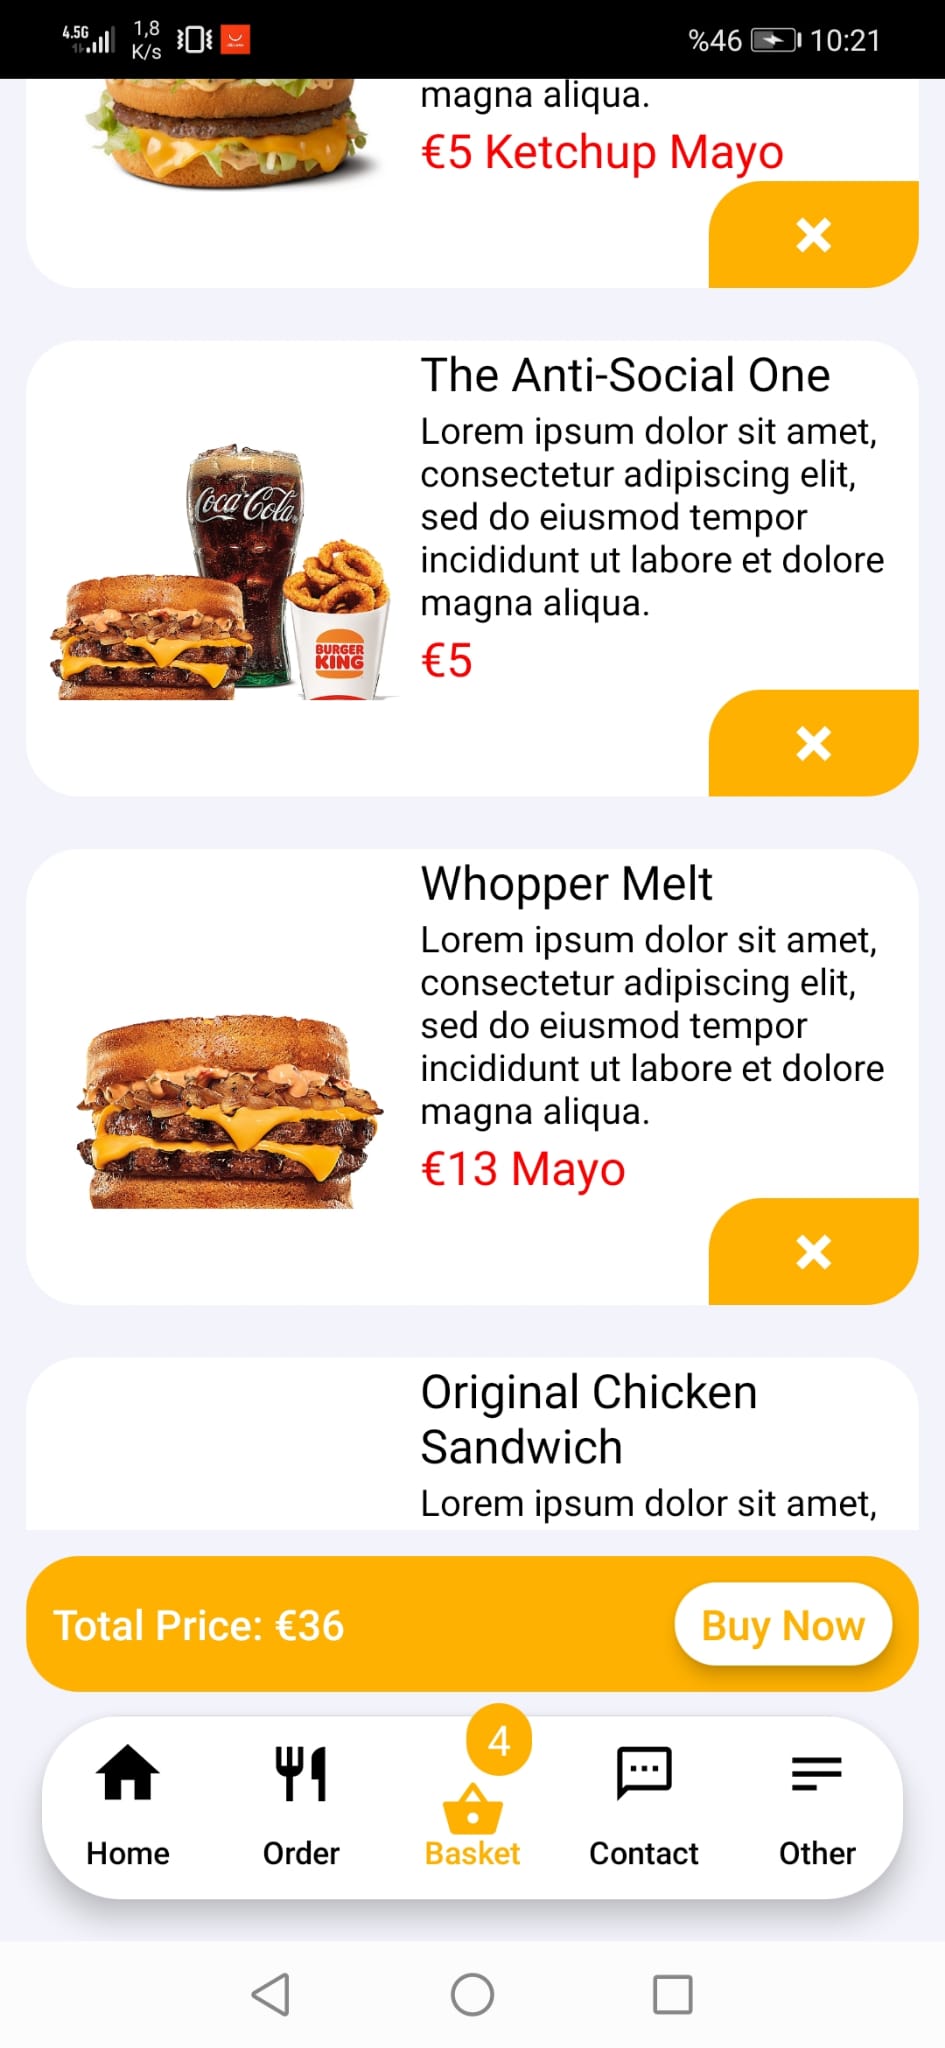 4.5G
1,8
K/s
%46
10:21
magna aliqua.
€5 Ketchup Mayo
The Anti-Social One
Lorem ipsum dolor sit amet,
consectetur adipiscing elit,
sed do eiusmod tempor
incididunt ut labore et dolore
magna aliqua.
€5
Coca-Cola
BURGER
KING
Whopper Melt
Lorem ipsum dolor sit amet,
consectetur adipiscing elit,
sed do eiusmod tempor
incididunt ut labore et dolore
magna aliqua.
€13 Mayo
Original Chicken
Sandwich
Lorem ipsum dolor sit amet,
Total Price: €36
Buy Now
4
Home
Order
Basket
Contact
Other